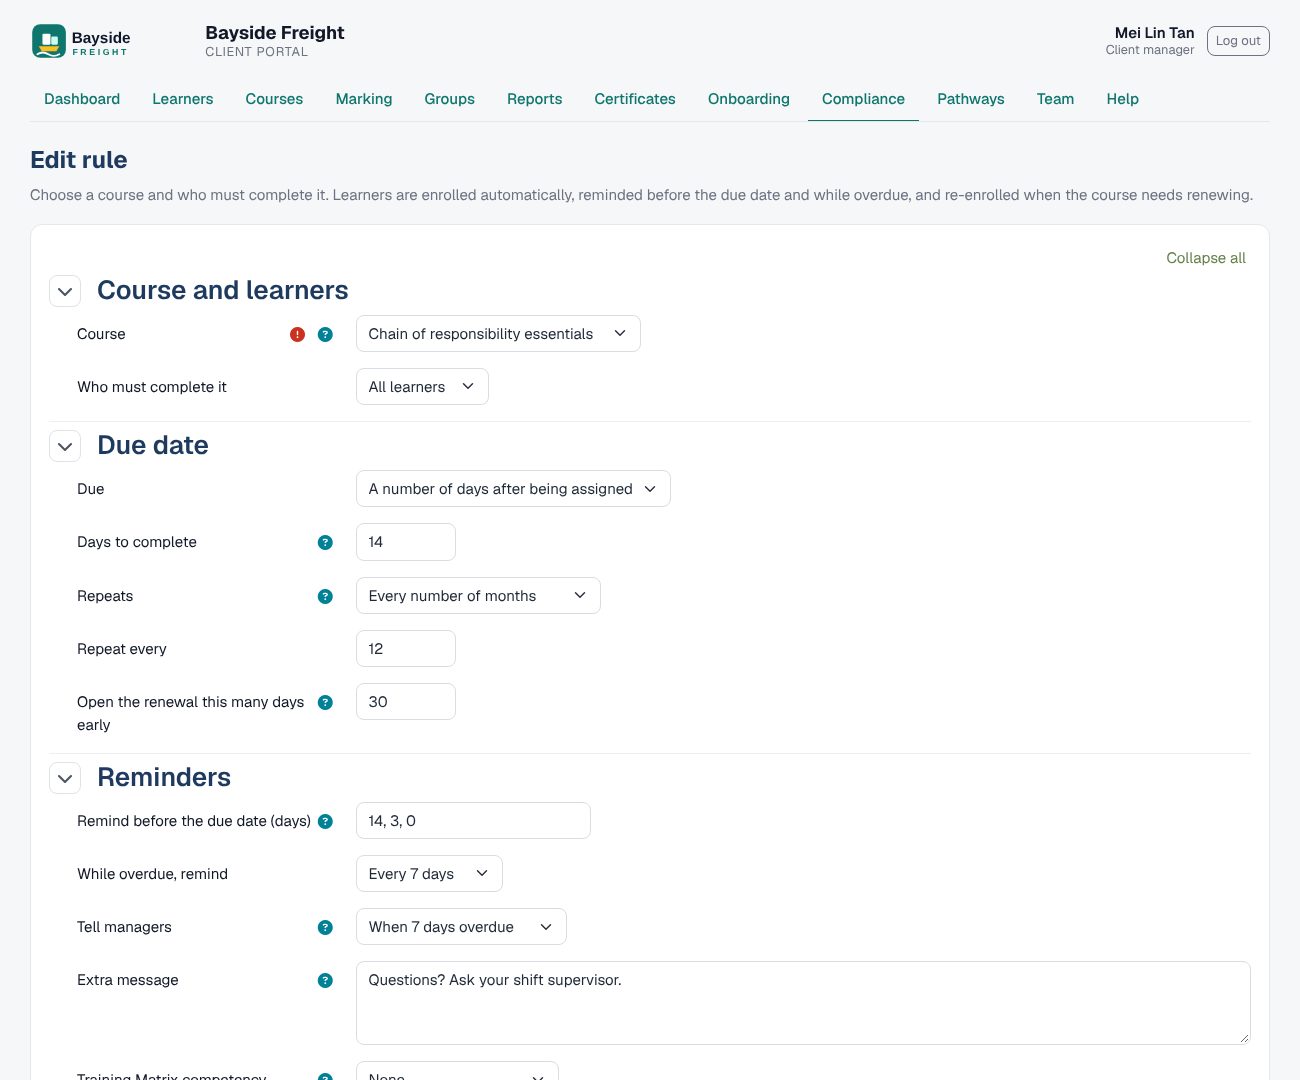 Bayside
FREIGHT
Bayside Freight
CLIENT PORTAL
Mei Lin Tan
Client manager
Log out
Dashboard Learners Courses Marking Groups Reports Certificates Onboarding Compliance Pathways Team Help
Edit rule
Choose a course and who must complete it. Learners are enrolled automatically, reminded before the due date and while overdue, and re-enrolled when the course needs renewing.
Collapse all
Course and learners
Course ! ? Chain of responsibility essentials
Who must complete it All learners
Due date
Due A number of days after being assigned
Days to complete ? 14
Repeats ? Every number of months
Repeat every 12
Open the renewal this many days ? 30
early
Reminders
Remind before the due date (days) ? 14, 3, 0
While overdue, remind Every 7 days
Tell managers ? When 7 days overdue
Extra message ? Questions? Ask your shift supervisor.
Training Matrix competency ? None